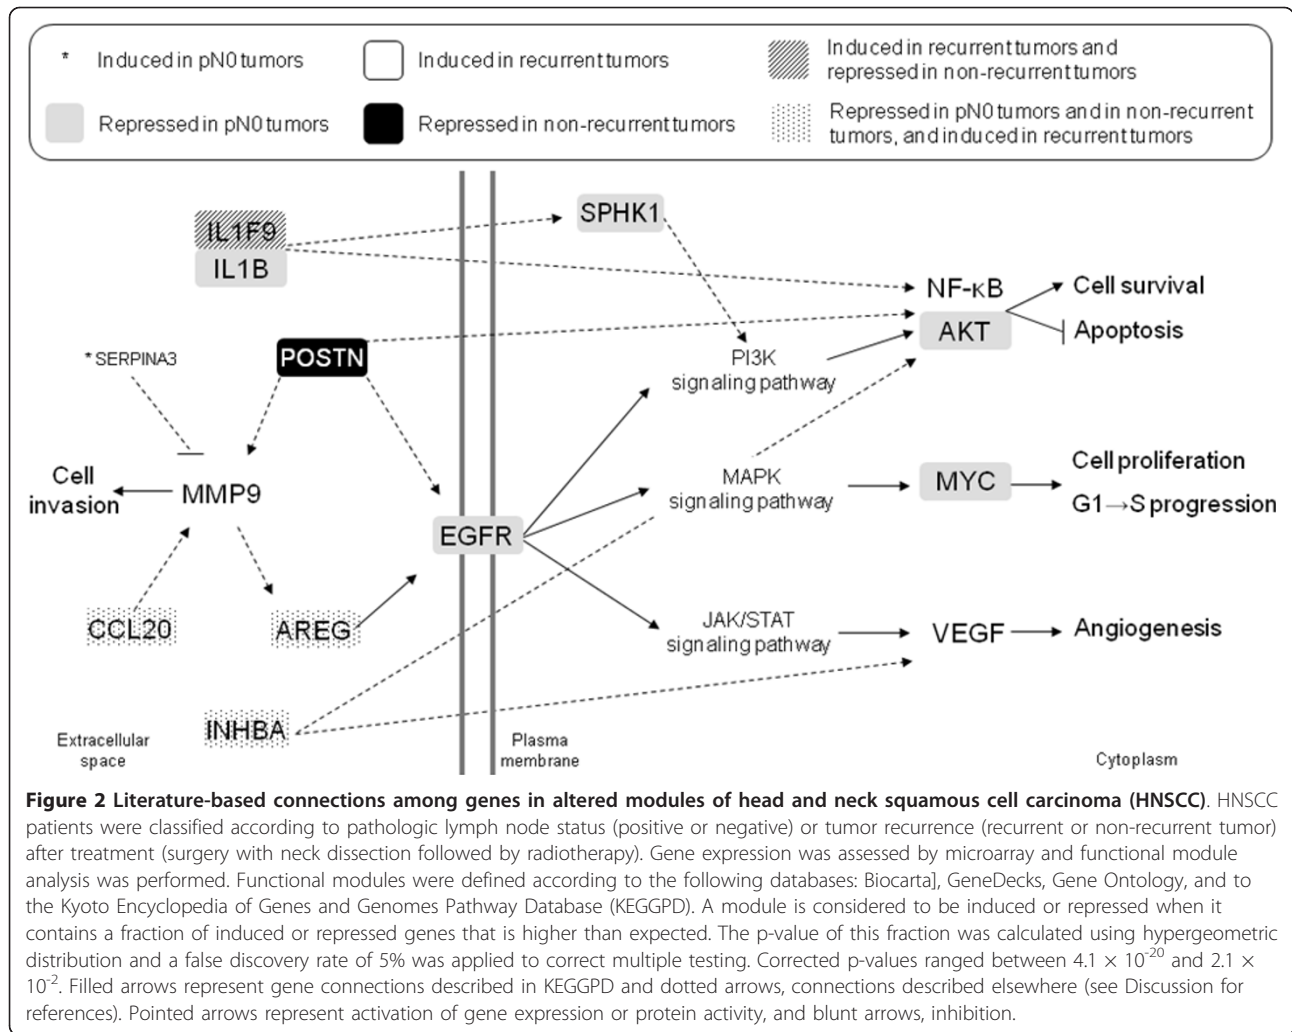 * Induced in pN0 tumors
Induced in recurrent tumors
Induced in recurrent tumors and
repressed in non-recurrent tumors
Repressed in pN0 tumors
Repressed in non-recurrent tumors
Repressed in pN0 tumors and in non-recurrent
tumors, and induced in recurrent tumors
IL1F9
IL1B
SPHK1
NF-κB
AKT
Cell survival
Apoptosis
* SERPINA3
POSTN
PI3K
signaling pathway
Cell
invasion
MMP9
EGFR
MAPK
signaling pathway
MYC
Cell proliferation
G1→S progression
CCL20
AREG
JAK/STAT
signaling pathway
VEGF
Angiogenesis
INHBA
Extracellular
space
Plasma
membrane
Cytoplasm
Figure 2 Literature-based connections among genes in altered modules of head and neck squamous cell carcinoma (HNSCC). HNSCC
patients were classified according to pathologic lymph node status (positive or negative) or tumor recurrence (recurrent or non-recurrent tumor)
after treatment (surgery with neck dissection followed by radiotherapy). Gene expression was assessed by microarray and functional module
analysis was performed. Functional modules were defined according to the following databases: Biocarta], GeneDecks, Gene Ontology, and to
the Kyoto Encyclopedia of Genes and Genomes Pathway Database (KEGGPD). A module is considered to be induced or repressed when it
contains a fraction of induced or repressed genes that is higher than expected. The p-value of this fraction was calculated using hypergeometric
distribution and a false discovery rate of 5% was applied to correct multiple testing. Corrected p-values ranged between 4.1 × 10⁻²⁰ and 2.1 ×
10⁻². Filled arrows represent gene connections described in KEGGPD and dotted arrows, connections described elsewhere (see Discussion for
references). Pointed arrows represent activation of gene expression or protein activity, and blunt arrows, inhibition.